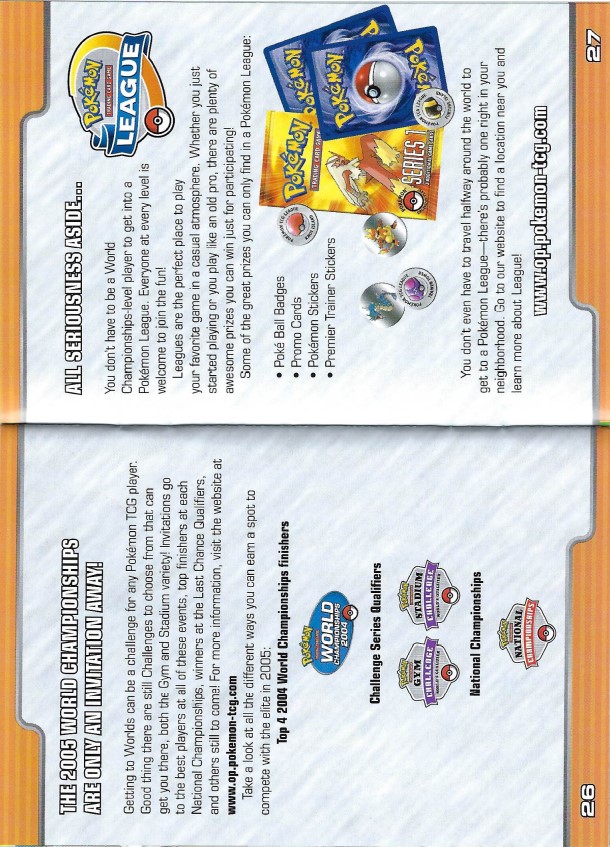 THE 2005 WORLD CHAMPIONSHIPS
ARE ONLY AN INVITATION AWAY!
Getting to Worlds can be a challenge for any Pokémon TCG player.
Good thing there are still Challenges to choose from that can
get you there, both the Gym and Stadium variety! Invitations go
to the best players at all of these events, top finishers at each
National Championships, winners at the Last Chance Qualifiers,
and others still to come! For more information, visit the website at
www.op.pokemon-tcg.com
Take a look at all the different ways you can earn a spot to
compete with the elite in 2005:
Top 4 2004 World Championships finishers
Pokémon
WORLD
CHAMPIONSHIPS
2004
Challenge Series Qualifiers
Pokémon
GYM
CHALLENGE
WORLD'S QUALIFIER
Pokémon
STADIUM
CHALLENGE
WORLD'S QUALIFIER
National Championships
Pokémon
NATIONAL
CHAMPIONSHIPS
26
ALL SERIOUSNESS ASIDE...
Pokémon
TRADING CARD GAME
LEAGUE
You don't have to be a World
Championships-level player to get into a
Pokémon League. Everyone at every level is
welcome to join the fun!
Leagues are the perfect place to play
your favorite game in a casual atmosphere. Whether you just
started playing or you play like an old pro, there are plenty of
awesome prizes you can win just for participating!
Some of the great prizes you can only find in a Pokémon League:
• Poké Ball Badges
• Promo Cards
• Pokémon Stickers
• Premier Trainer Stickers
POKÉMON TCG LEAGUE
Pokémon
TRADING CARD GAME
SERIES 1
Pokémon
Pokémon
POKÉMON TCG LEAGUE
TRAINER TOWER
POKÉMON TCG LEAGUE
You don't even have to travel halfway around the world to
get to a Pokémon League—there's probably one right in your
neighborhood. Go to our website to find a location near you and
learn more about League!
www.op.pokemon-tcg.com
27